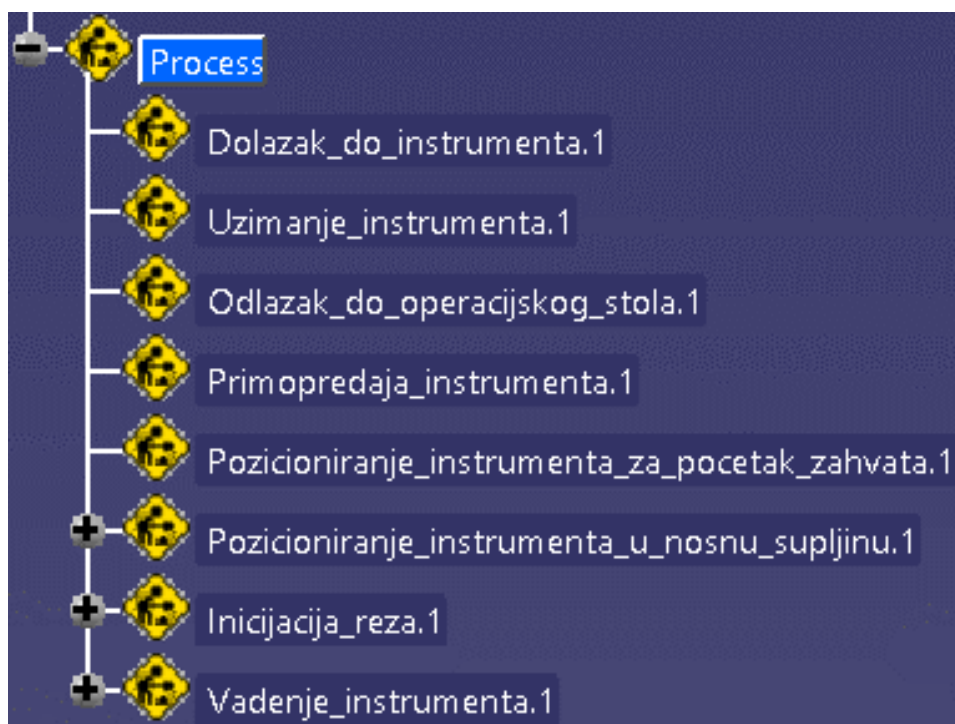 Process
Dolazak_do_instrumenta.1
Uzimanje_instrumenta.1
Odlazak_do_operacijskog_stola.1
Primopredaja_instrumenta.1
Pozicioniranje_instrumenta_za_pocetak_zahvata.1
Pozicioniranje_instrumenta_u_nosnu_supljinu.1
Inicijacija_reza.1
Vadenje_instrumenta.1